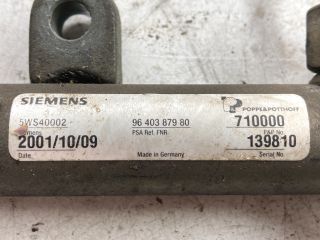 SIEMENS
POPPE&POTTHOFF
5WS40002 96 403 879 80 710000
Siemens PSA Ref. FNR. P&P No.
2001/10/09 139810
Date Made in Germany Serial No.